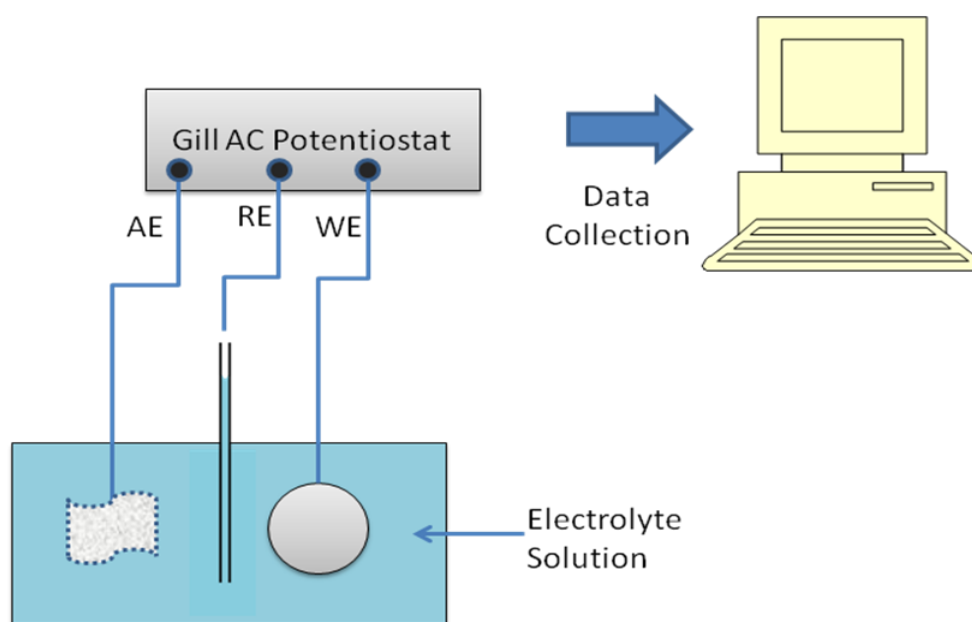 Gill AC Potentiostat
AE
RE
WE
Data
Collection
Electrolyte
Solution